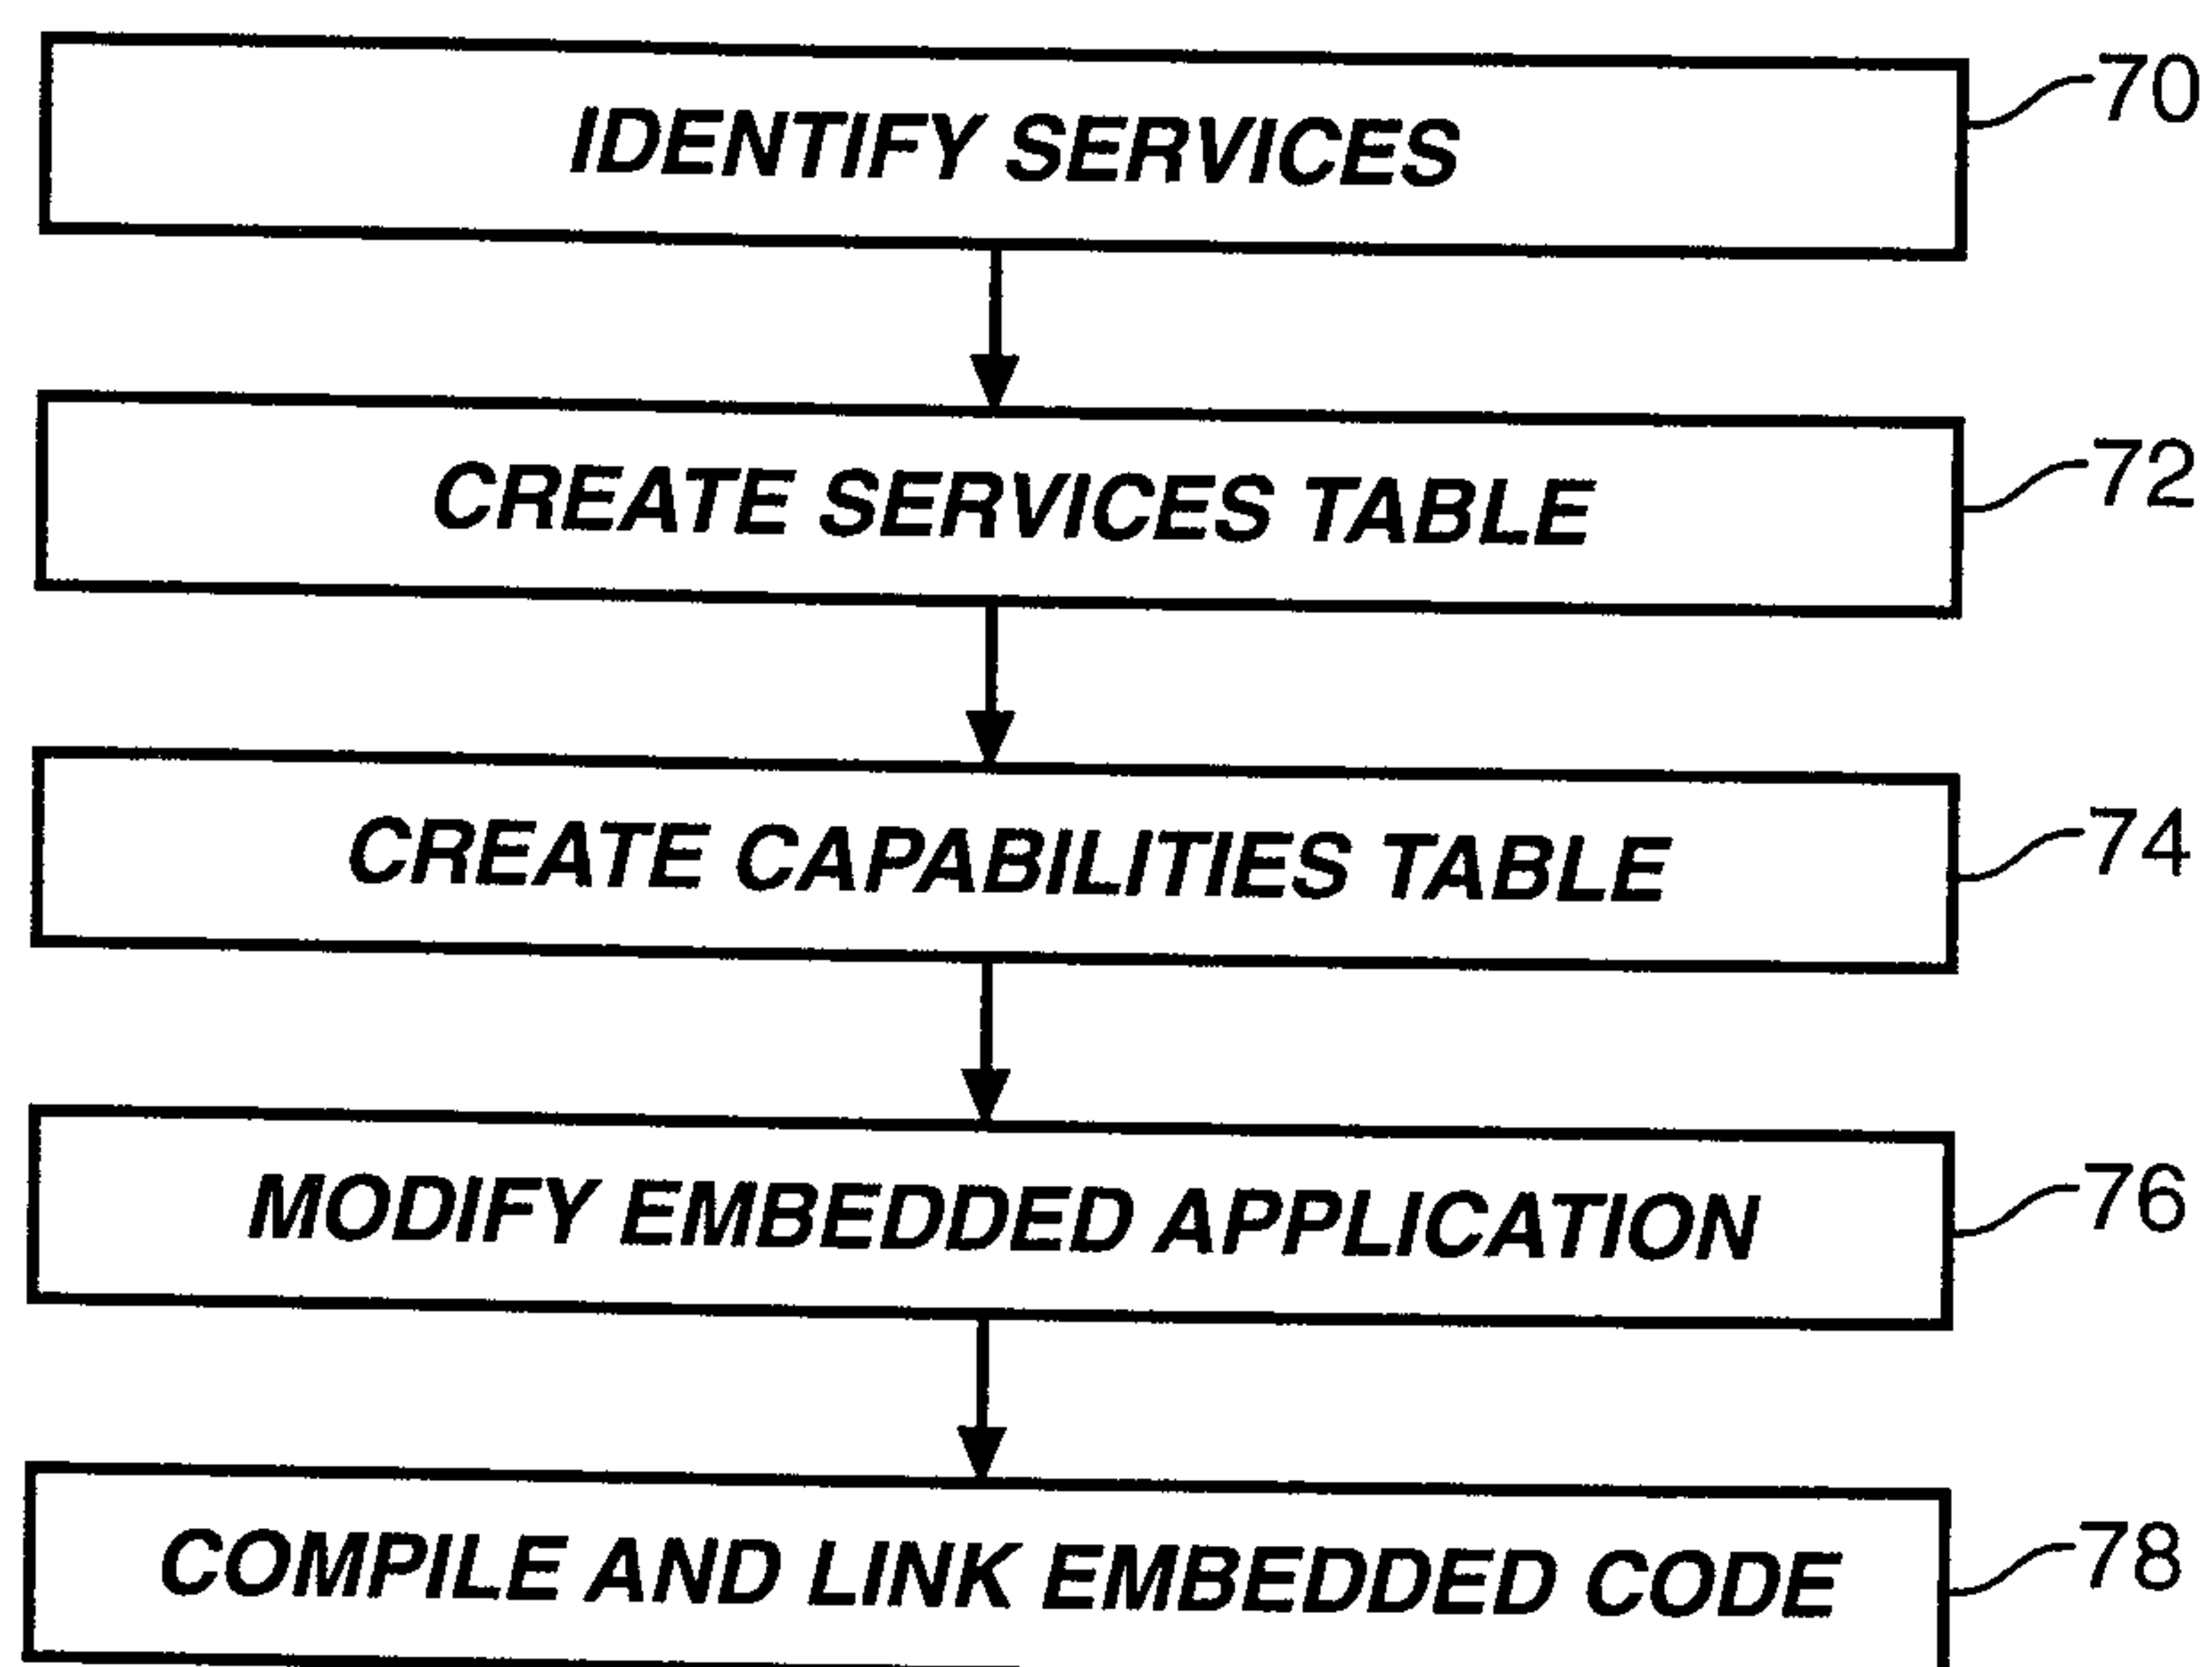 IDENTIFY SERVICES
70
CREATE SERVICES TABLE
72
CREATE CAPABILITIES TABLE
74
MODIFY EMBEDDED APPLICATION
76
COMPILE AND LINK EMBEDDED CODE
78